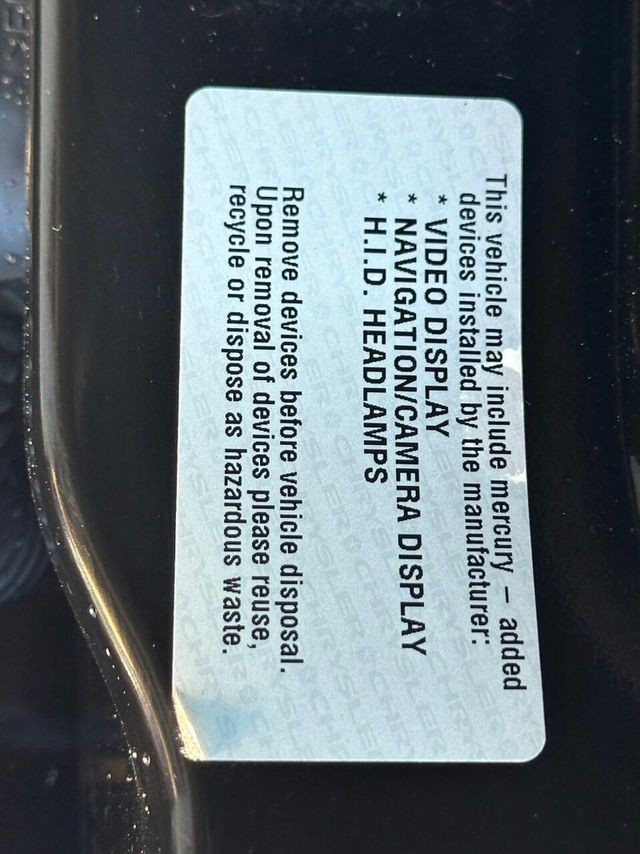 This vehicle may include mercury – added
devices installed by the manufacturer:
* VIDEO DISPLAY
* NAVIGATION/CAMERA DISPLAY
* H.I.D. HEADLAMPS
Remove devices before vehicle disposal.
Upon removal of devices please reuse,
recycle or dispose as hazardous waste.